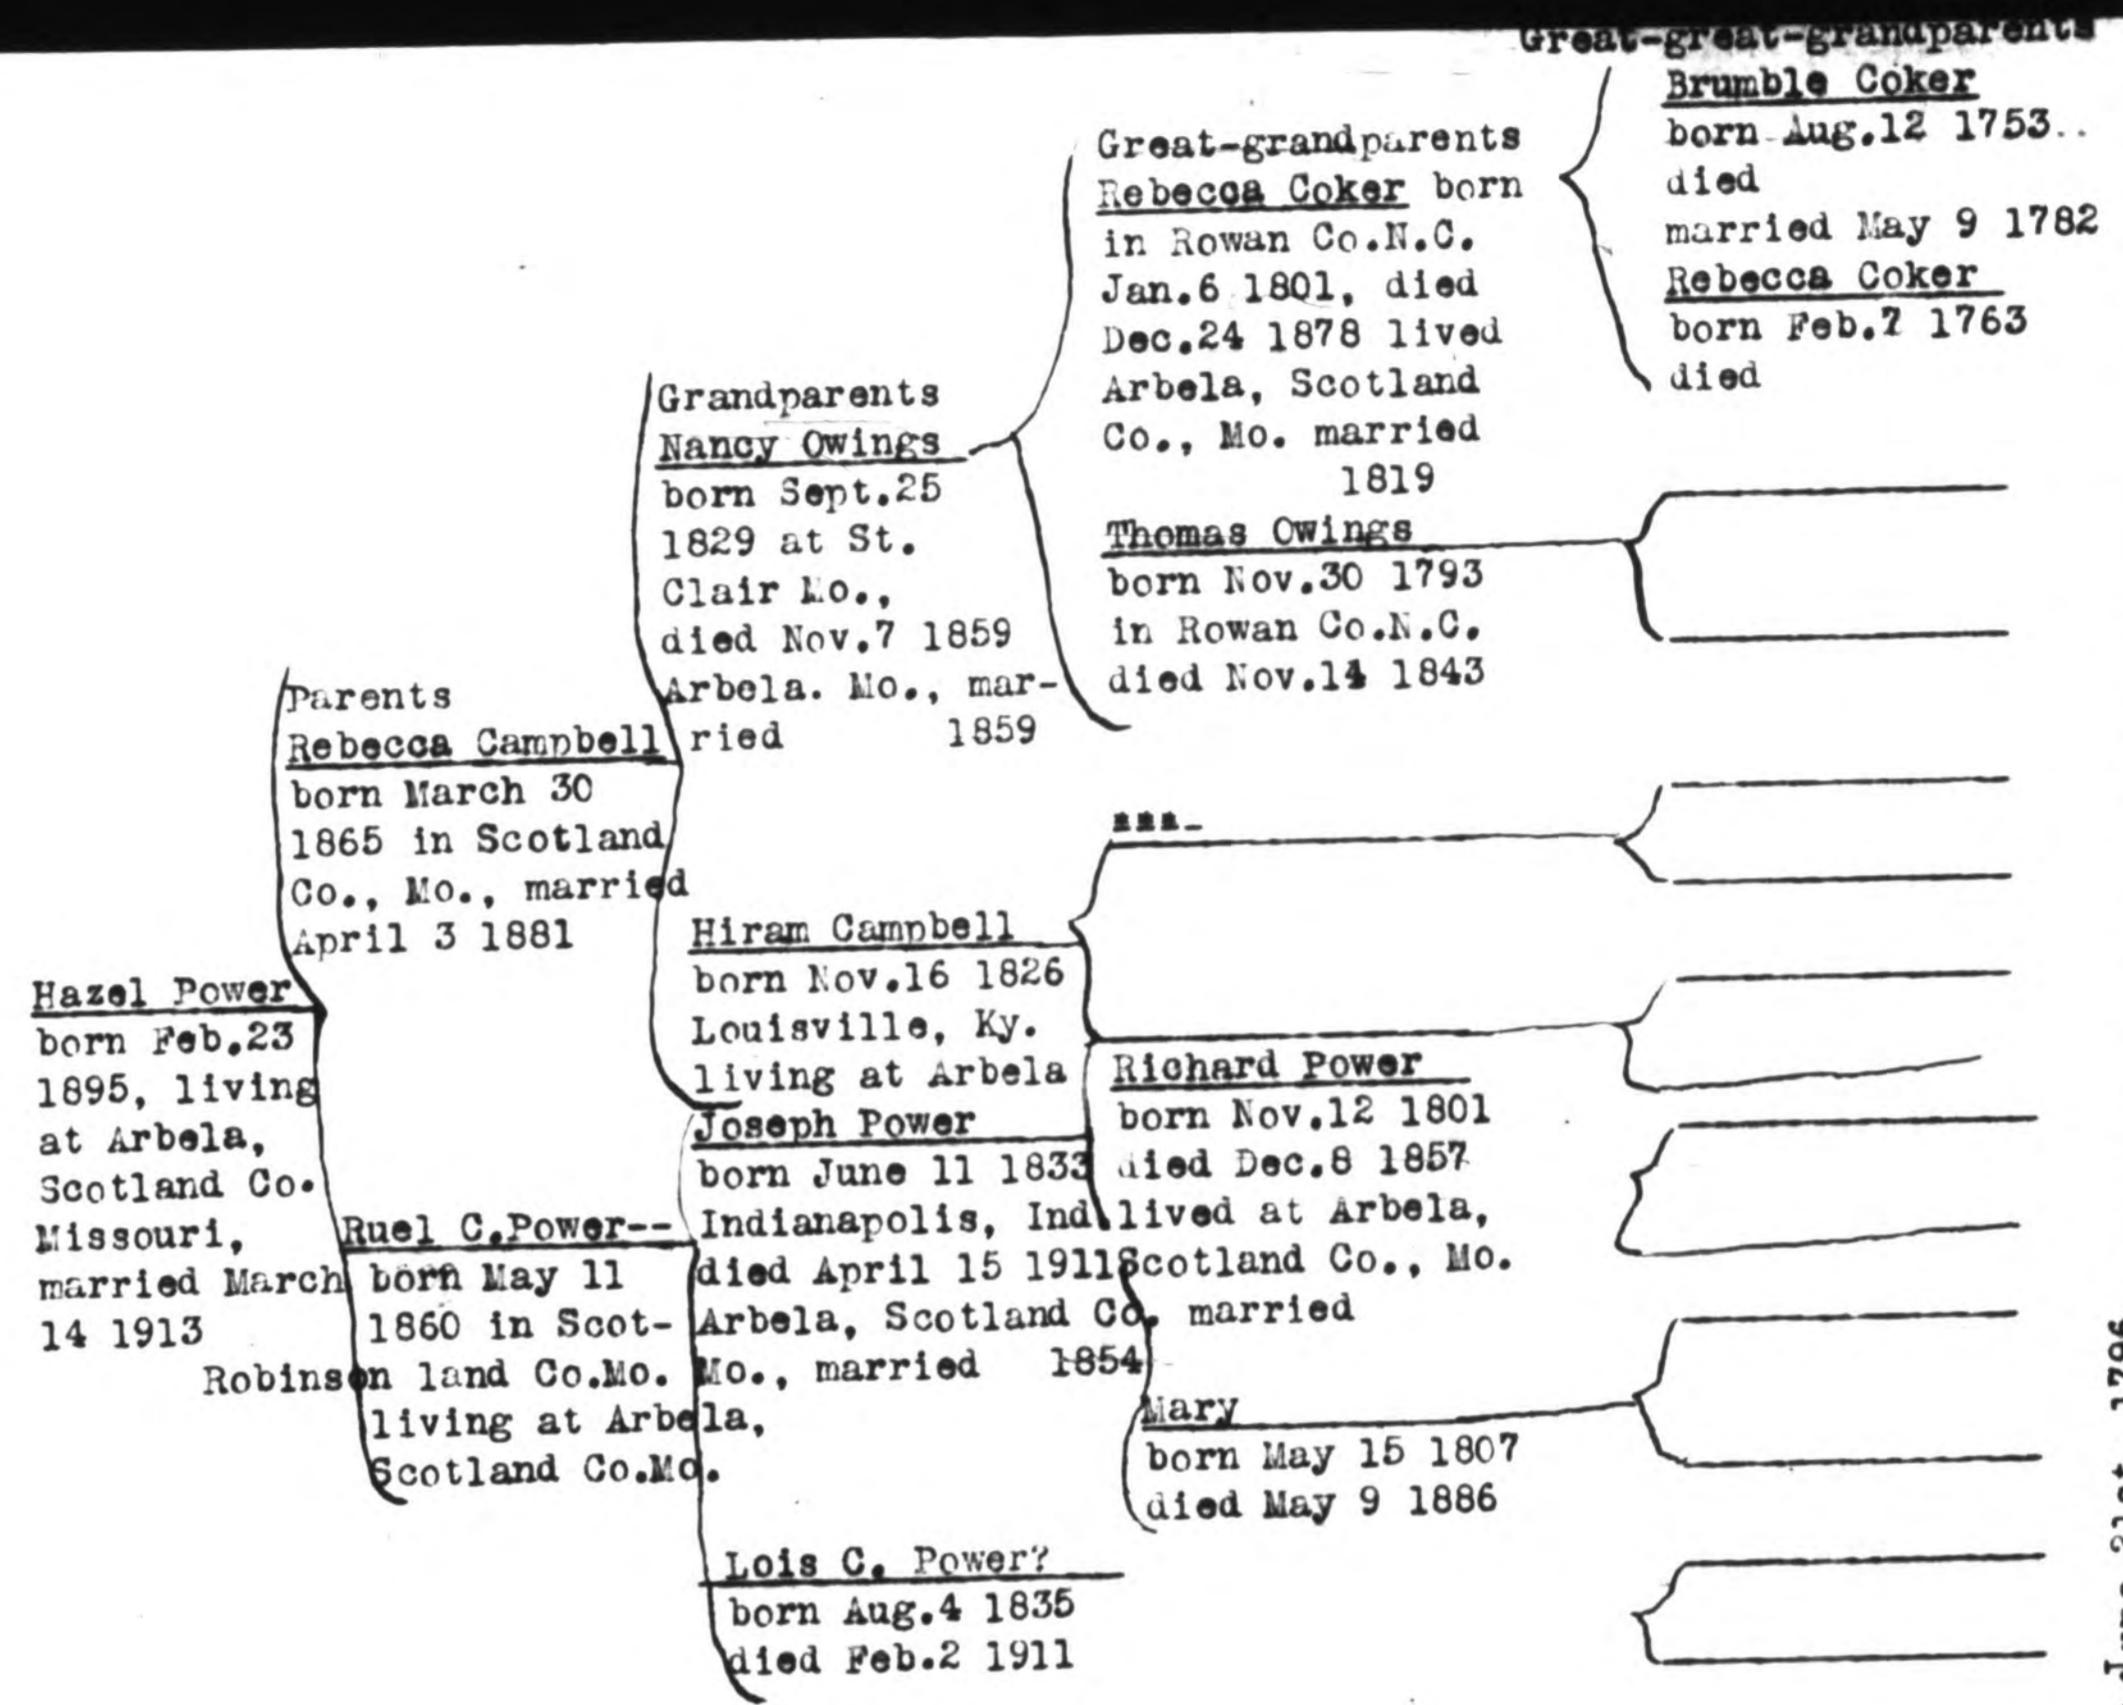 Great-great-grandparents
Brumble Coker
born Aug.12 1753..
died
married May 9 1782
Rebecca Coker
born Feb.7 1763
died
Great-grandparents
Rebecca Coker born
in Rowan Co.N.C.
Jan.6 1801, died
Dec.24 1878 lived
Arbela, Scotland
Co., Mo. married
1819
Thomas Owings
born Nov.30 1793
in Rowan Co.N.C.
died Nov.14 1843
Grandparents
Nancy Owings
born Sept.25
1829 at St.
Clair Mo.,
died Nov.7 1859
Arbela. Mo., mar-
ried 1859
Parents
Rebecca Campbell
born March 30
1865 in Scotland
Co., Mo., married
April 3 1881
Hiram Campbell
born Nov.16 1826
Louisville, Ky.
living at Arbela
Hazel Power
born Feb.23
1895, living
at Arbela,
Scotland Co.
Missouri,
married March
14 1913
Robinson
Ruel C.Power--
born May 11
1860 in Scot-
land Co.Mo.
living at Arbela,
Scotland Co.Mo.
Joseph Power
born June 11 1833
Indianapolis, Ind.
died April 15 1911
Arbela, Scotland Co.
Mo., married 1854
Richard Power
born Nov.12 1801
died Dec.8 1857
lived at Arbela,
Scotland Co., Mo.
married
Mary
born May 15 1807
died May 9 1886
Lois C. Power?
born Aug.4 1835
died Feb.2 1911
1796